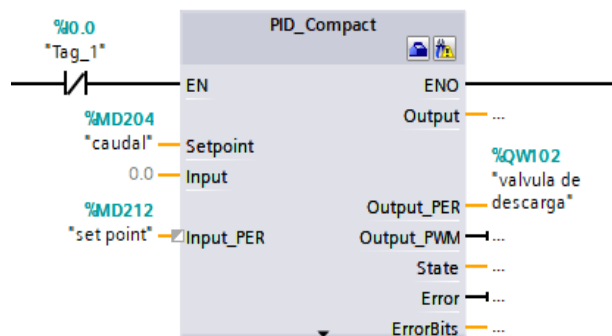 %I0.0
"Tag_1"
PID_Compact
EN
ENO
Output
...
%MD204
"caudal"
Setpoint
0.0
Input
%QW102
"valvula de
descarga"
Output_PER
%MD212
"set point"
Input_PER
Output_PWM
...
State
...
Error
...
ErrorBits
...